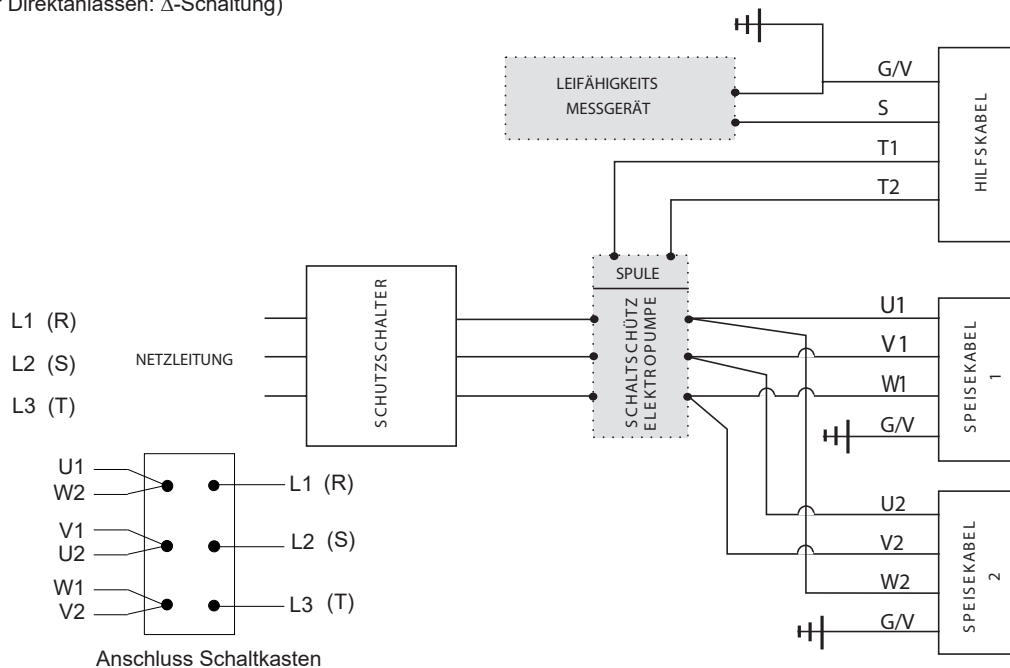 Direktanlassen: Δ-Schaltung)
LEIFÄHIGKEITS
MESSGERÄT
G/V
S
T1
T2
HILFSKABEL
SPULE
SCHALTSCHÜTZ
ELEKTROPUMPE
SCHUTZSCHALTER
NETZLEITUNG
L1 (R)
L2 (S)
L3 (T)
U1
V1
W1
G/V
SPEISEKABEL
1
U2
V2
W2
G/V
SPEISEKABEL
2
U1
W2
V1
U2
W1
V2
L1 (R)
L2 (S)
L3 (T)
Anschluss Schaltkasten